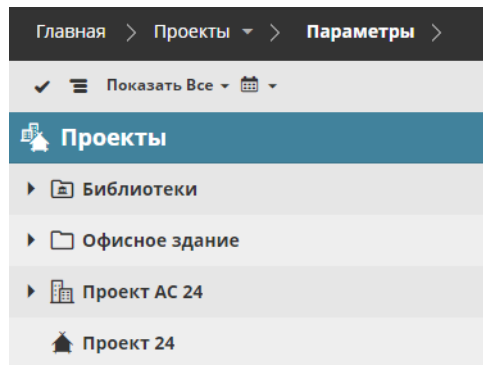 Главная Проекты Параметры
Показать Все
Проекты
Библиотеки
Офисное здание
Проект АС 24
Проект 24